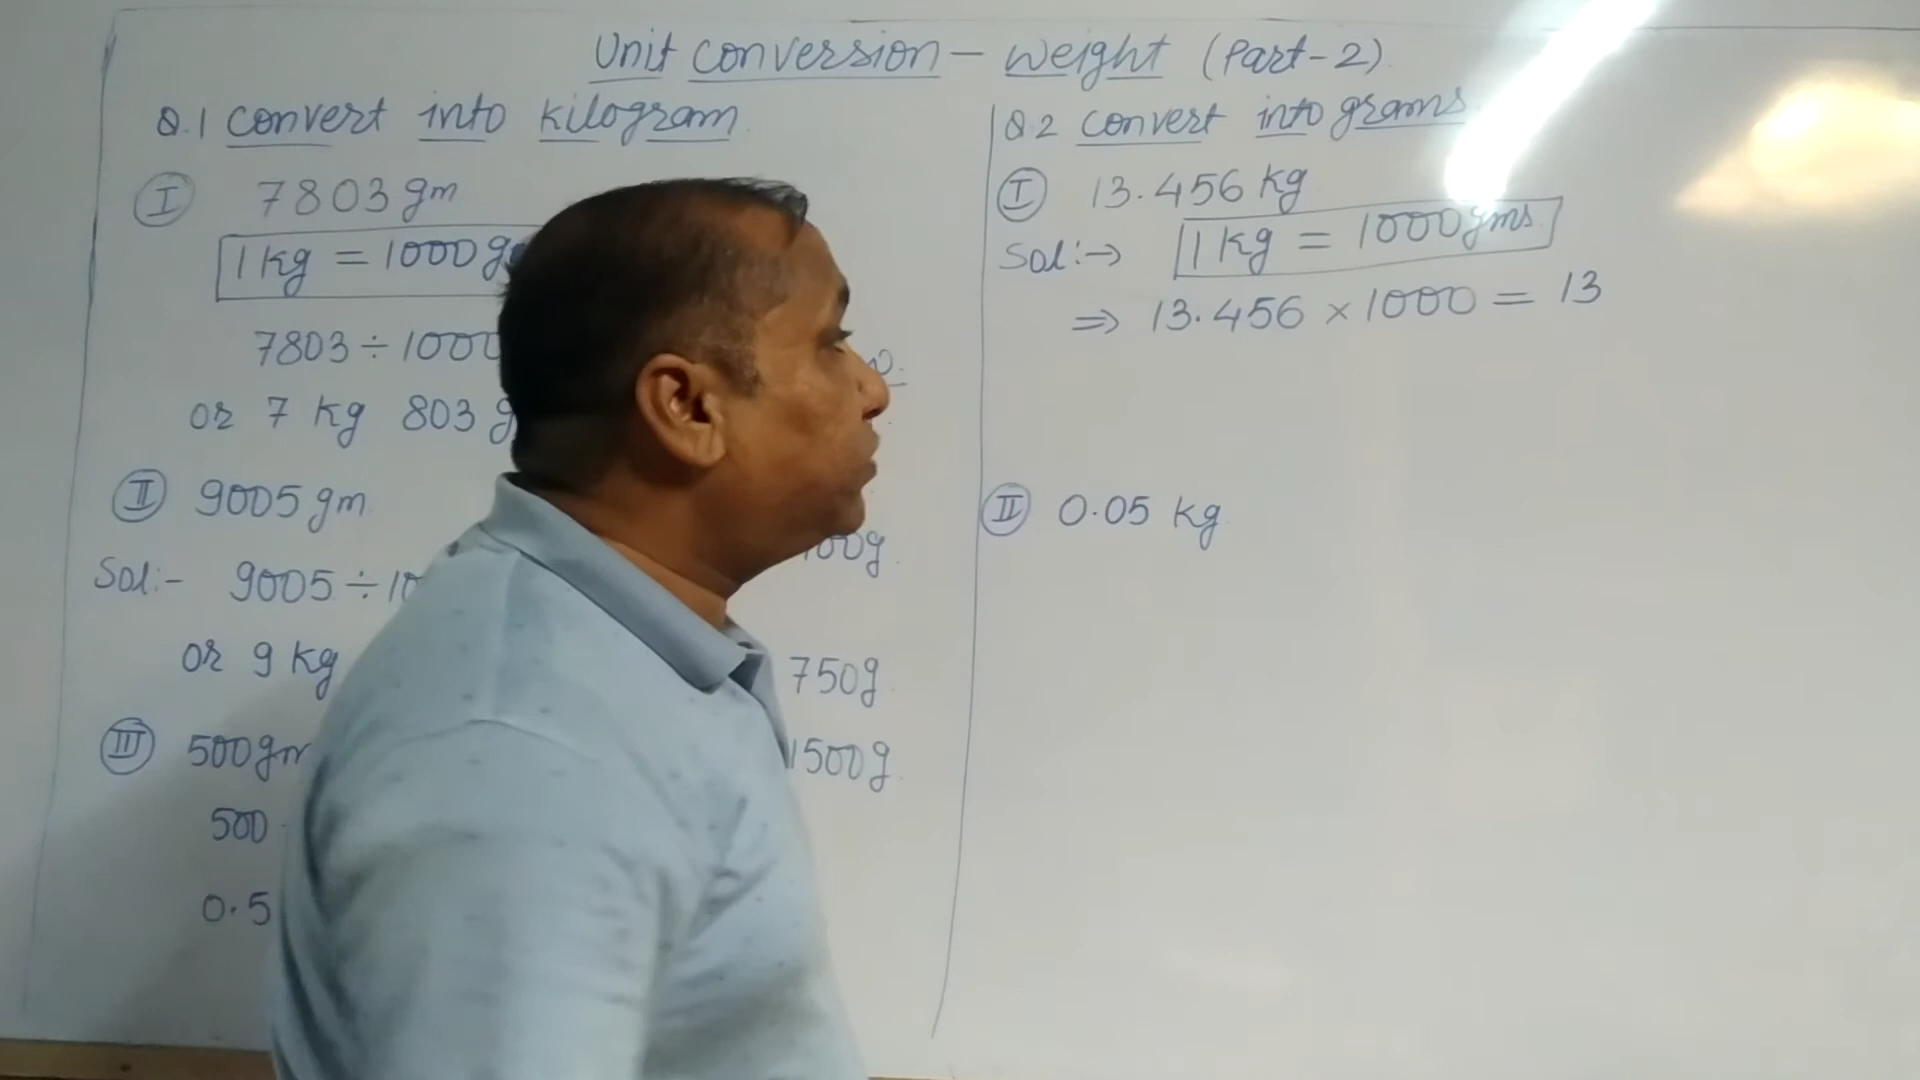 Unit Conversion - Weight (Part-2)
Q.1 Convert into Kilogram
I 7803 gm
1 kg = 1000 g
7803 ÷ 1000
or 7 kg 803 g
II 9005 gm
00g
Sol:- 9005 ÷ 10
or 9 kg
750g
III 500gm
1500g
500
0.5
Q.2 Convert into grams
I 13.456 kg
Sol:→ 1 kg = 1000 gms.
⇒ 13.456 × 1000 = 13
II 0.05 kg